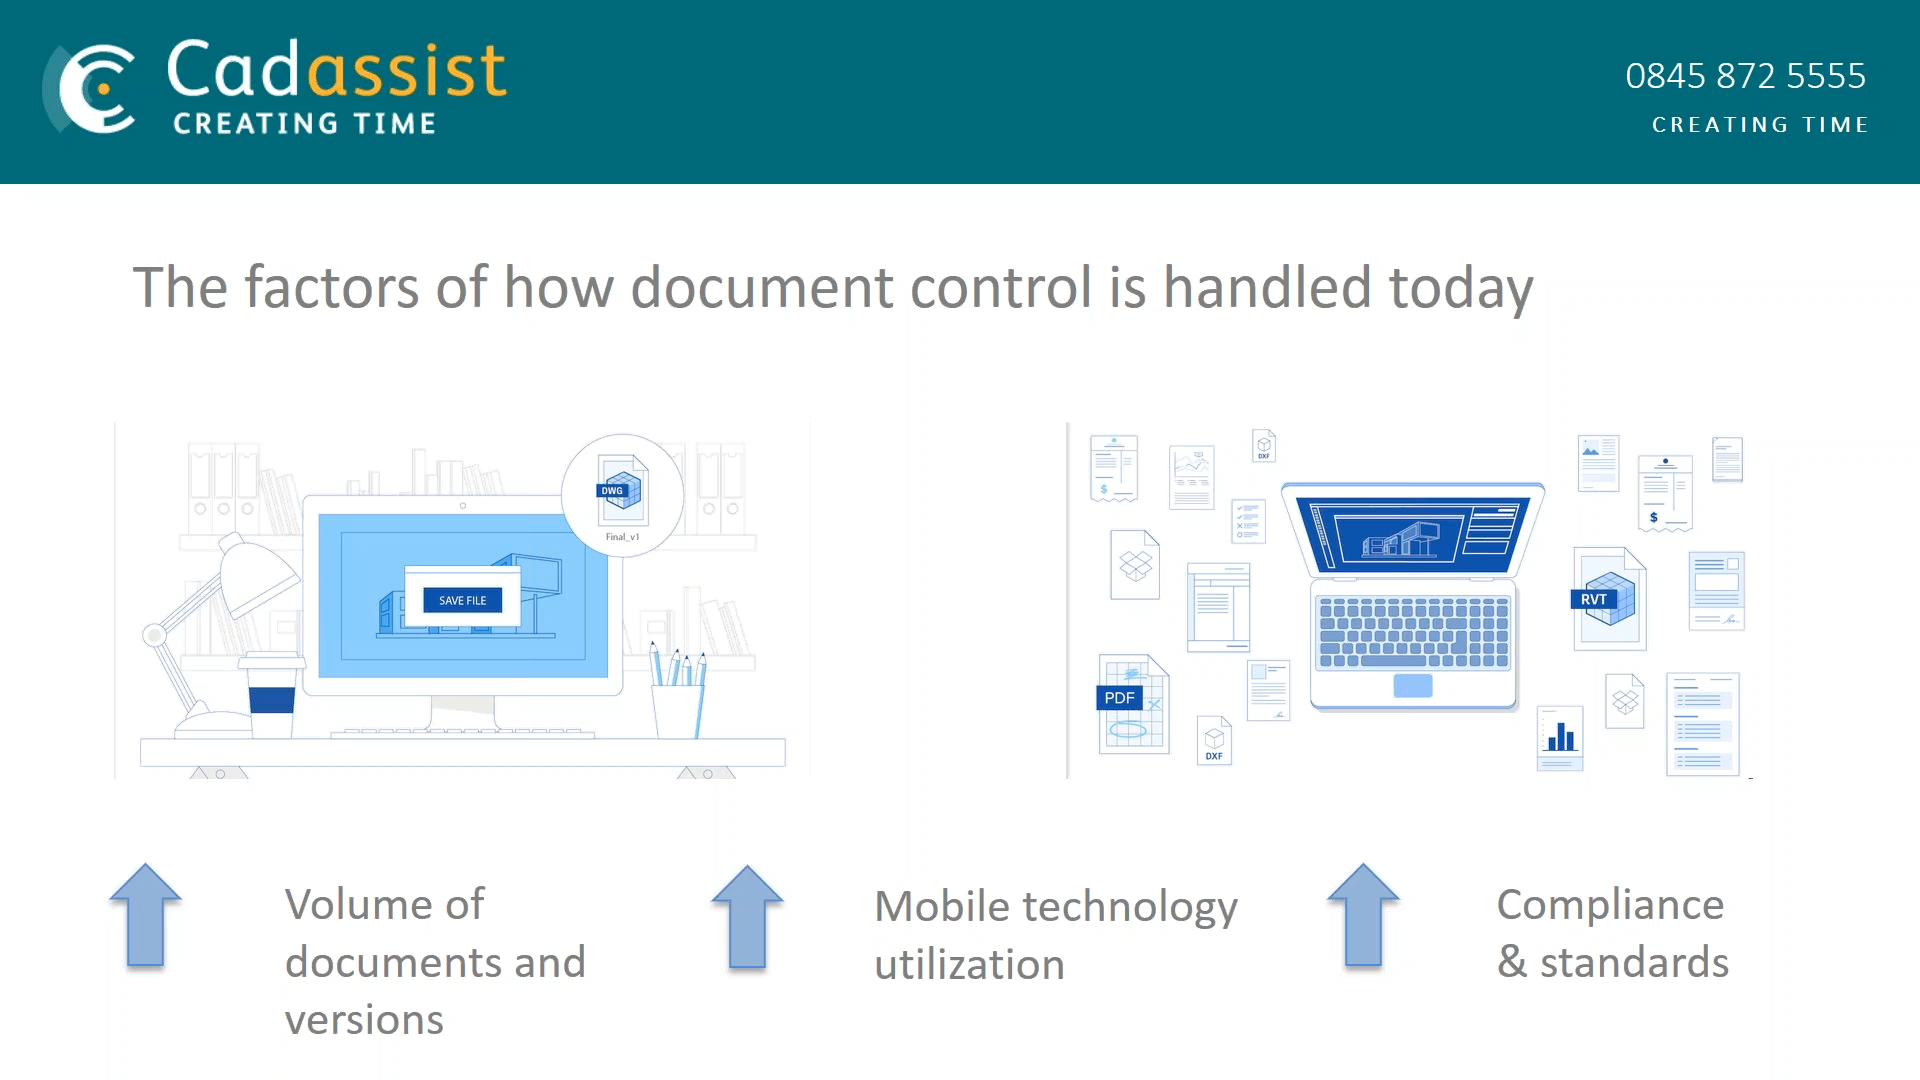 Cadassist
CREATING TIME
0845 872 5555
CREATING TIME
The factors of how document control is handled today
DWG
Final_v1
SAVE FILE
DXF
$
$
RVT
PDF
DXF
Volume of
documents and
versions
Mobile technology
utilization
Compliance
& standards